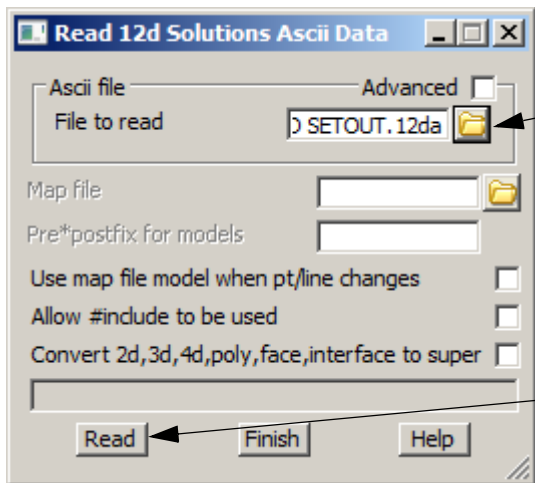 Read 12d Solutions Ascii Data
Ascii file Advanced
File to read SETOUT.12da
Map file
Pre*postfix for models
Use map file model when pt/line changes
Allow #include to be used
Convert 2d,3d,4d,poly,face,interface to super
Read Finish Help